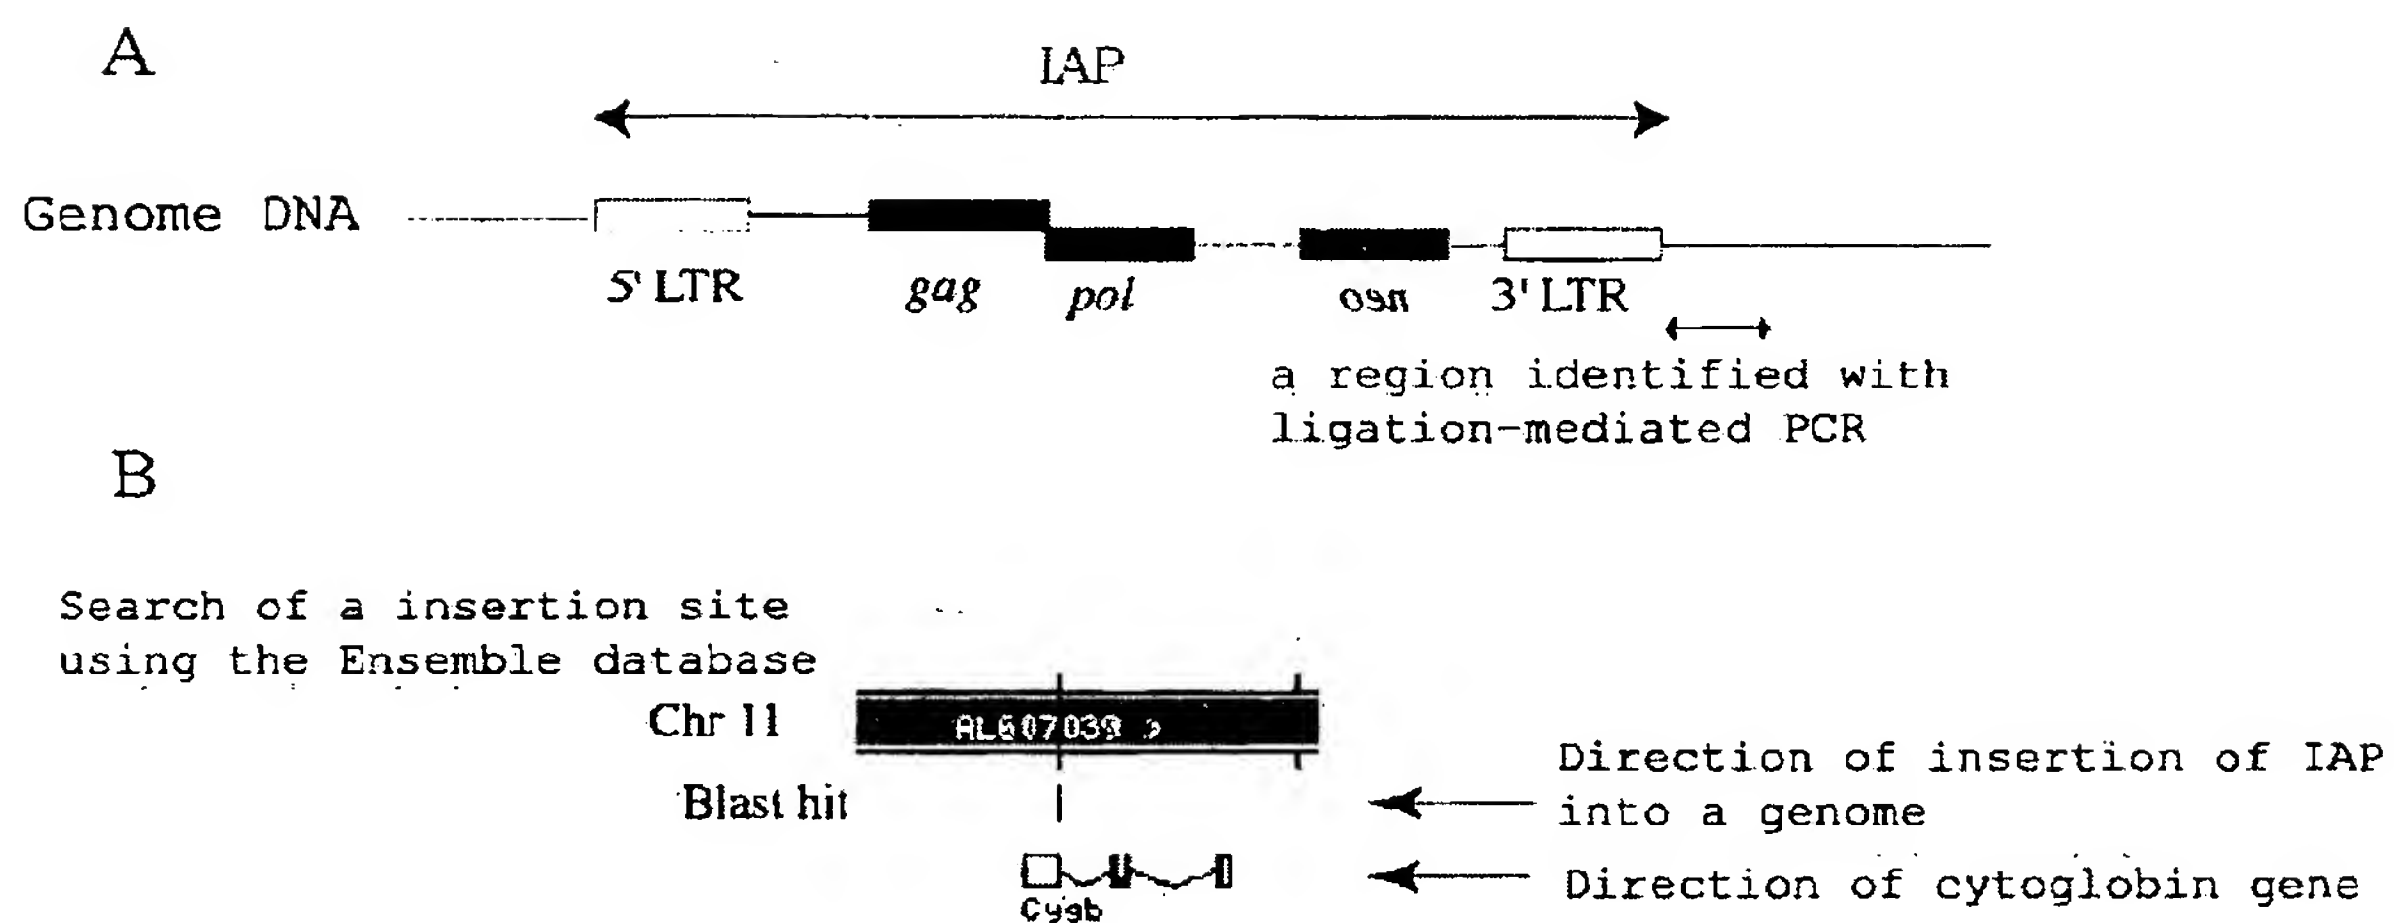 A
IAP
Genome DNA
5' LTR
gag
pol
neo
3' LTR
a region identified with
ligation-mediated PCR
B
Search of a insertion site
using the Ensemble database
Chr 11
AL607039 >
Blast hit
Direction of insertion of IAP
into a genome
Cygb
Direction of cytoglobin gene